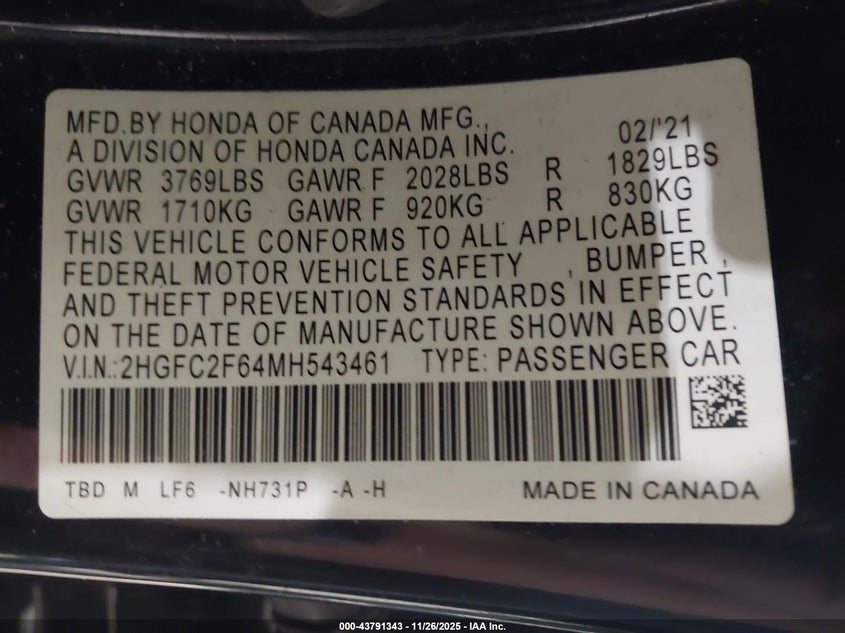 MFD.BY HONDA OF CANADA MFG., 02/'21
A DIVISION OF HONDA CANADA INC.
GVWR 3769LBS GAWR F 2028LBS R 1829LBS
GVWR 1710KG GAWR F 920KG R 830KG
THIS VEHICLE CONFORMS TO ALL APPLICABLE
FEDERAL MOTOR VEHICLE SAFETY , BUMPER ,
AND THEFT PREVENTION STANDARDS IN EFFECT
ON THE DATE OF MANUFACTURE SHOWN ABOVE.
V.I.N.:2HGFC2F64MH543461 TYPE: PASSENGER CAR
TBD M LF6 -NH731P -A -H MADE IN CANADA
000-43791343 - 11/26/2025 - IAA Inc.